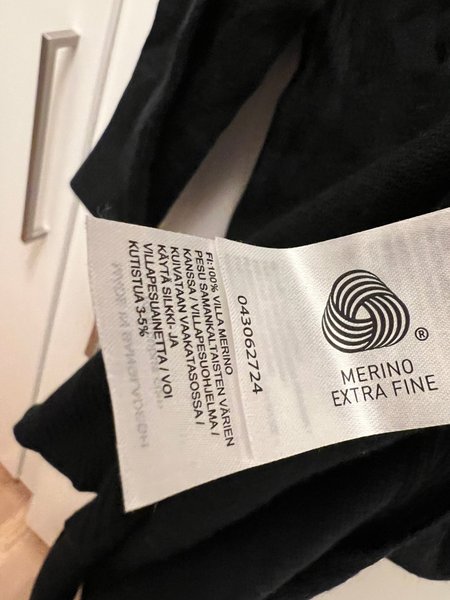 FI:100% VILLA MERINO
PESU SAMANKALTAISTEN VÄRIEN
KANSSA / VILLAPESUOHJELMA /
KUIVATAAN VAAKATASOSSA /
KÄYTÄ SILKKI- JA
VILLAPESUAINETTA / VOI
KUTISTUA 3-5%
043062724
®
MERINO
EXTRA FINE